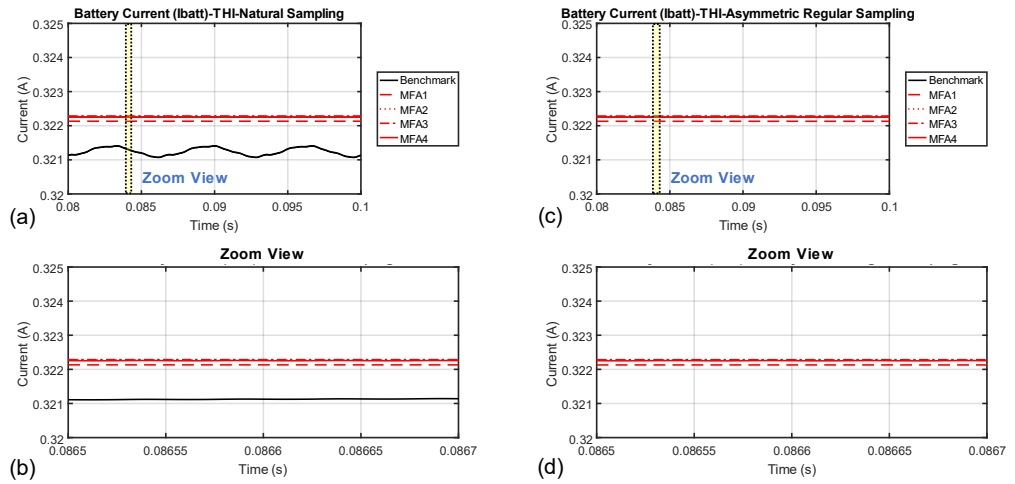 Battery Current (Ibatt)-THI-Natural Sampling
0.325
0.324
0.323
0.322
0.321
0.32
Current (A)
Zoom View
0.08
0.085
0.09
0.095
0.1
Time (s)
(a)
Benchmark
MFA1
MFA2
MFA3
MFA4
Battery Current (Ibatt)-THI-Asymmetric Regular Sampling
0.325
0.324
0.323
0.322
0.321
0.32
Current (A)
Zoom View
0.08
0.085
0.09
0.095
0.1
Time (s)
(c)
Benchmark
MFA1
MFA2
MFA3
MFA4
Zoom View
0.325
0.324
0.323
0.322
0.321
0.32
Current (A)
0.0865
0.08655
0.0866
0.08665
0.0867
Time (s)
(b)
Zoom View
0.325
0.324
0.323
0.322
0.321
0.32
Current (A)
0.0865
0.08655
0.0866
0.08665
0.0867
Time (s)
(d)